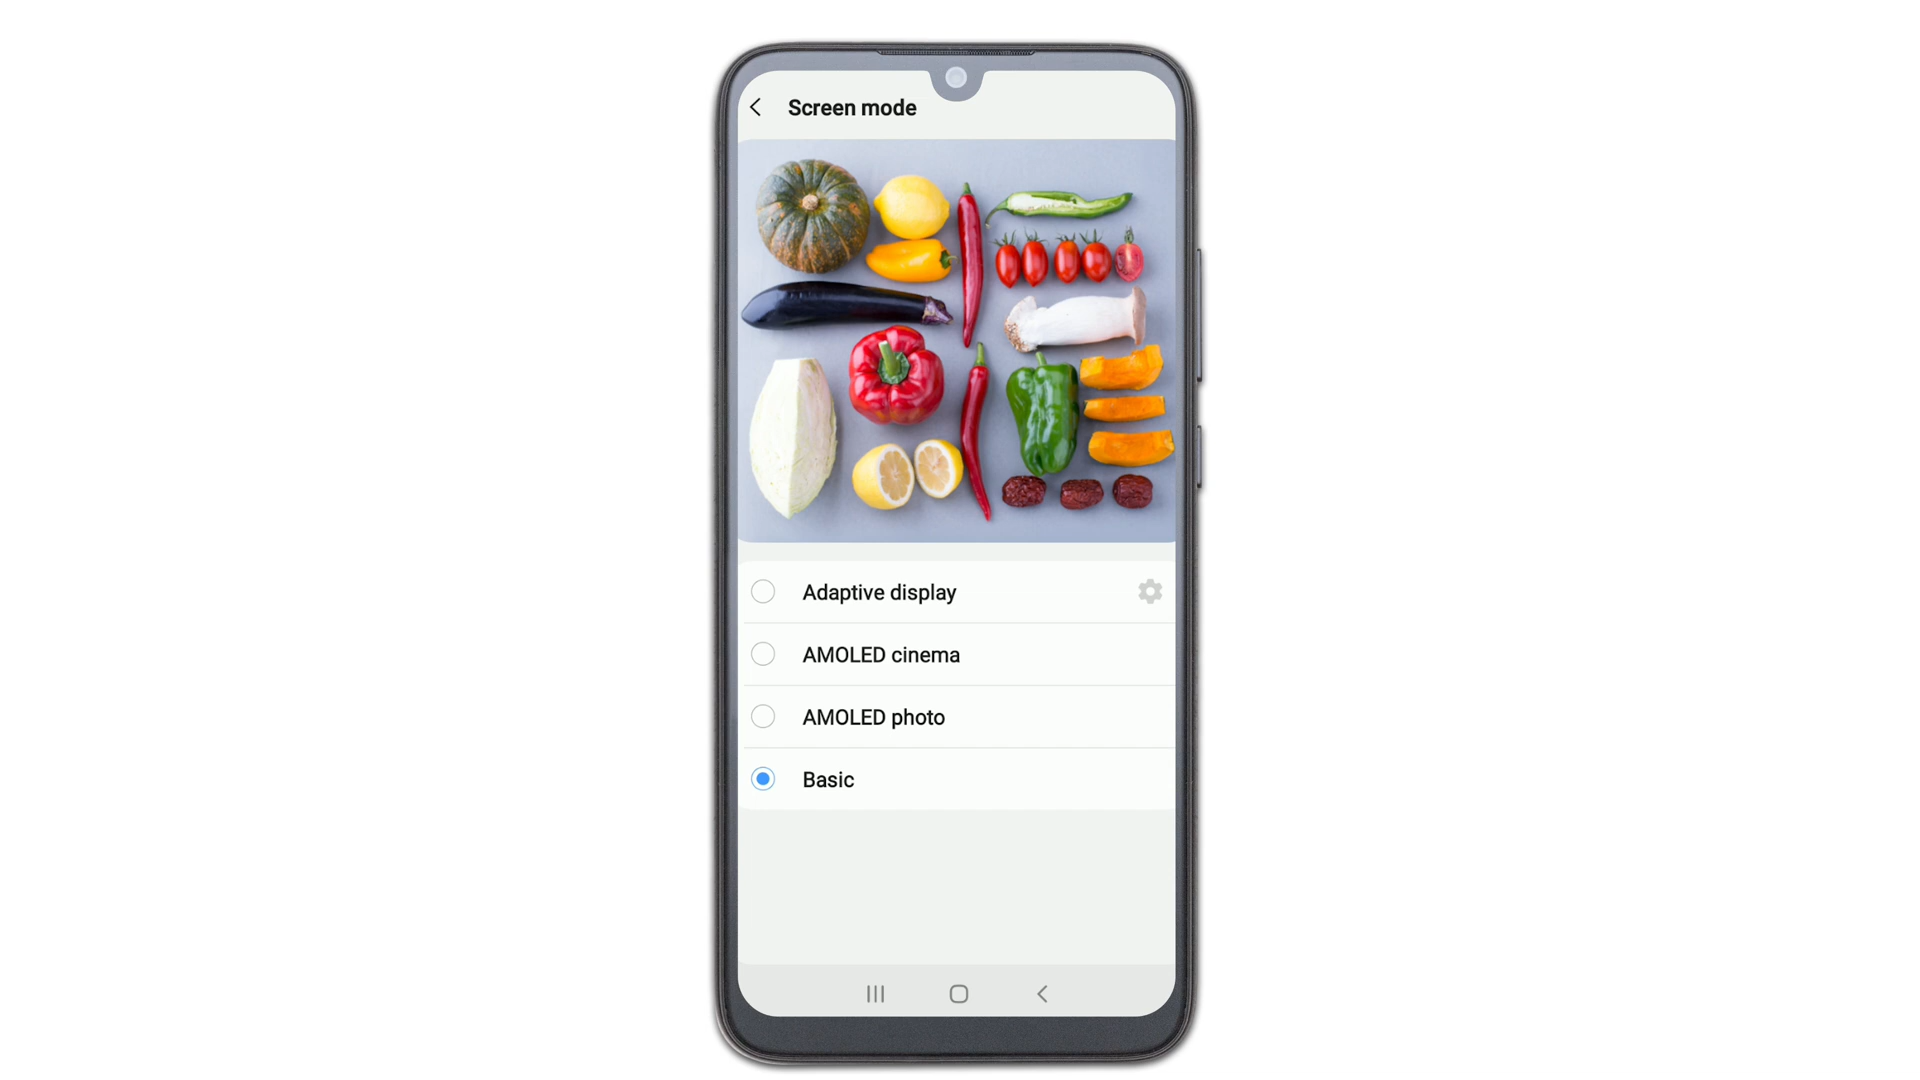 Screen mode
Adaptive display
AMOLED cinema
AMOLED photo
Basic